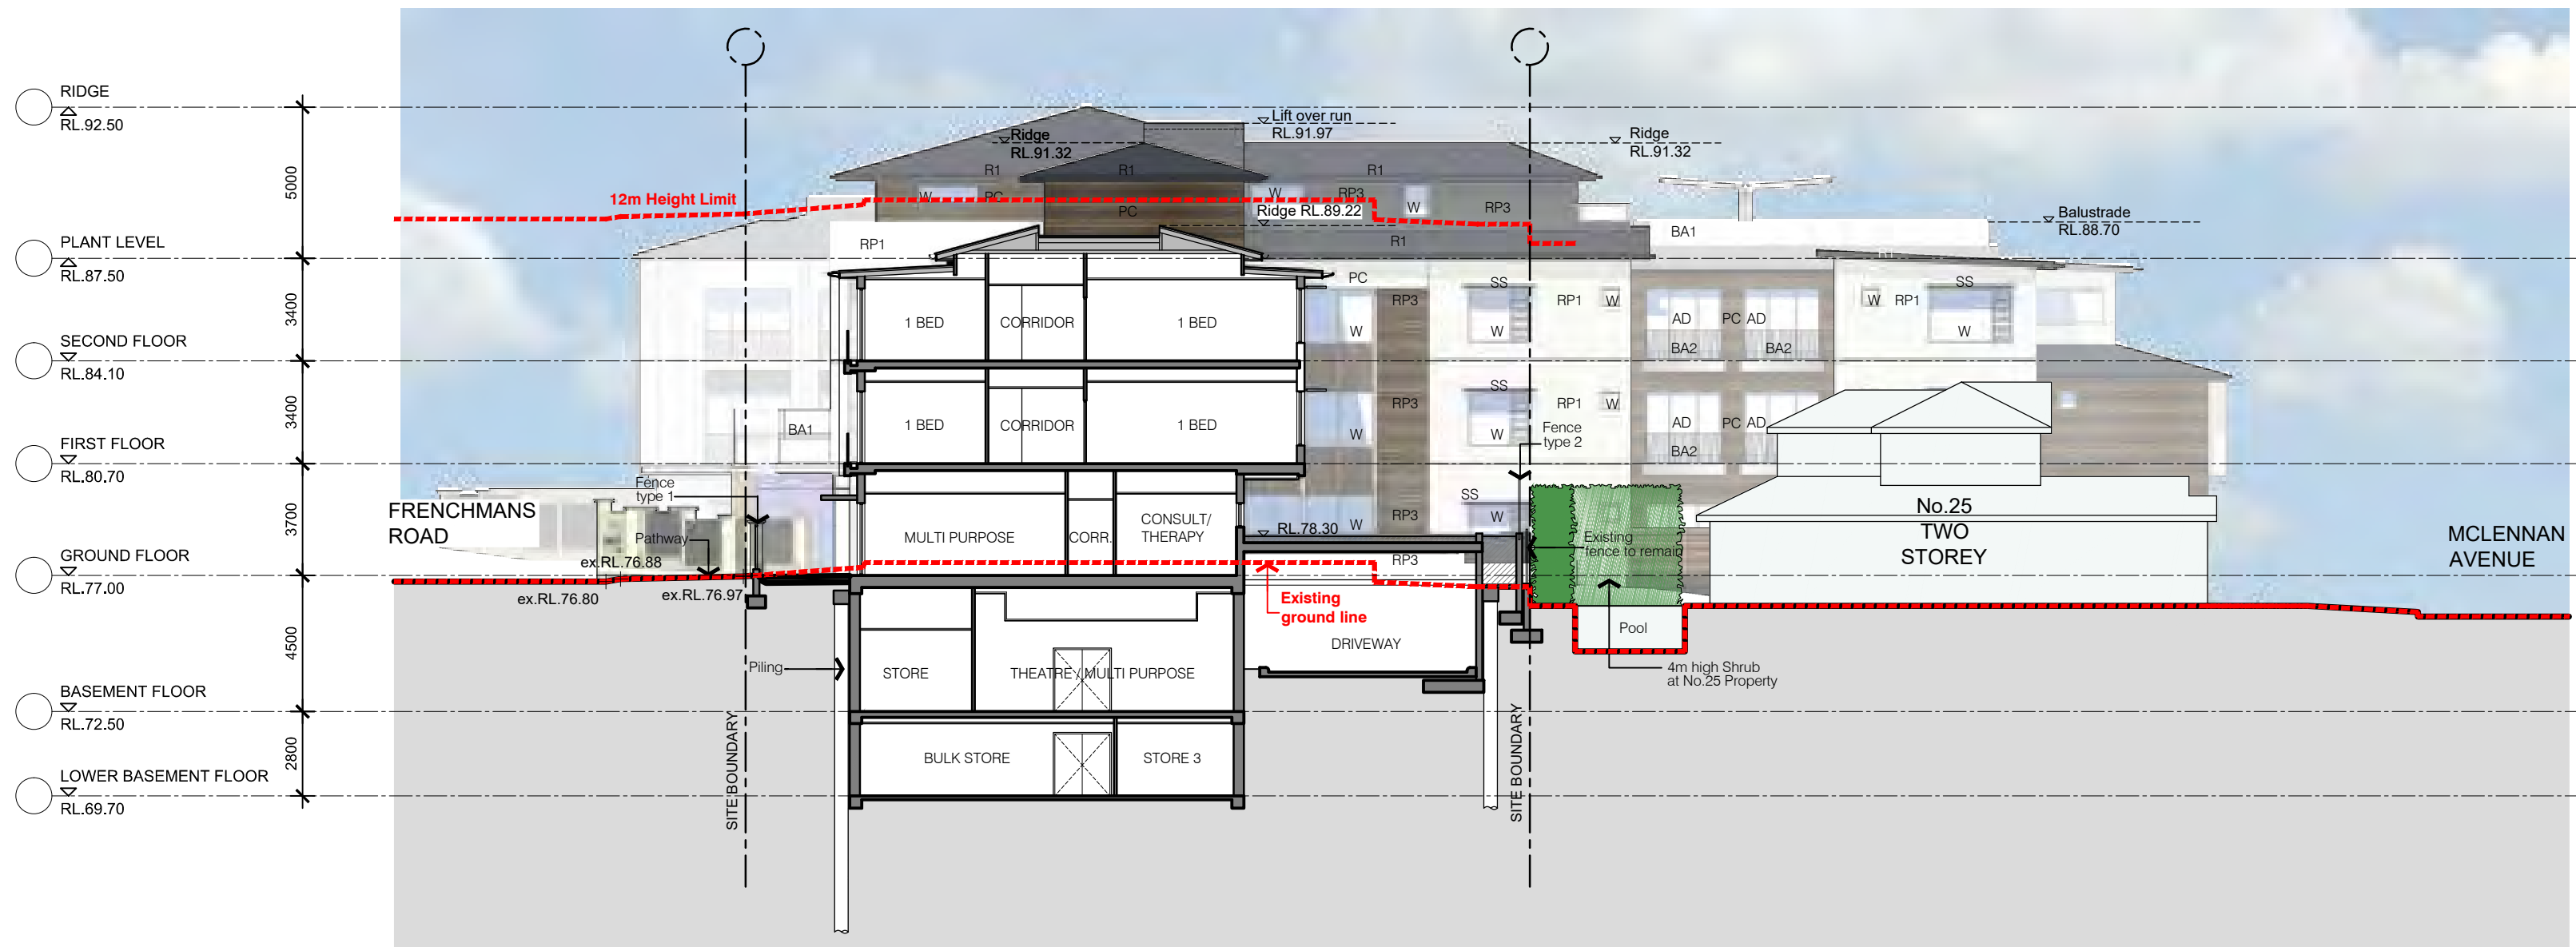 RIDGE
RL.92.50
PLANT LEVEL
RL.87.50
SECOND FLOOR
RL.84.10
FIRST FLOOR
RL.80.70
GROUND FLOOR
RL.77.00
BASEMENT FLOOR
RL.72.50
LOWER BASEMENT FLOOR
RL.69.70
5000
3400
3400
3700
4500
2800
Lift over run
RL.91.97
Ridge
RL.91.32
Ridge
RL.91.32
R1
R1
R1
12m Height Limit
W
PC
PC
W
RP3
W
RP3
Ridge RL.89.22
Balustrade
RL.88.70
RP1
R1
BA1
R1
PC
SS
SS
RP3
RP1
W
W
RP1
1 BED
CORRIDOR
1 BED
W
W
AD
PC
AD
W
BA2
BA2
SS
RP3
RP1
W
BA1
1 BED
CORRIDOR
1 BED
W
W
Fence
type 2
AD
PC
AD
BA2
Fence
type 1
SS
FRENCHMANS
ROAD
MULTI PURPOSE
CORR.
CONSULT/
THERAPY
RL.78.30
W
RP3
W
No.25
TWO
STOREY
MCLENNAN
AVENUE
Pathway
Existing
fence to remain
ex.RL.76.88
RP3
ex.RL.76.80
ex.RL.76.97
Existing
ground line
Pool
DRIVEWAY
Piling
STORE
THEATRE / MULTI PURPOSE
4m high Shrub
at No.25 Property
SITE BOUNDARY
SITE BOUNDARY
BULK STORE
STORE 3